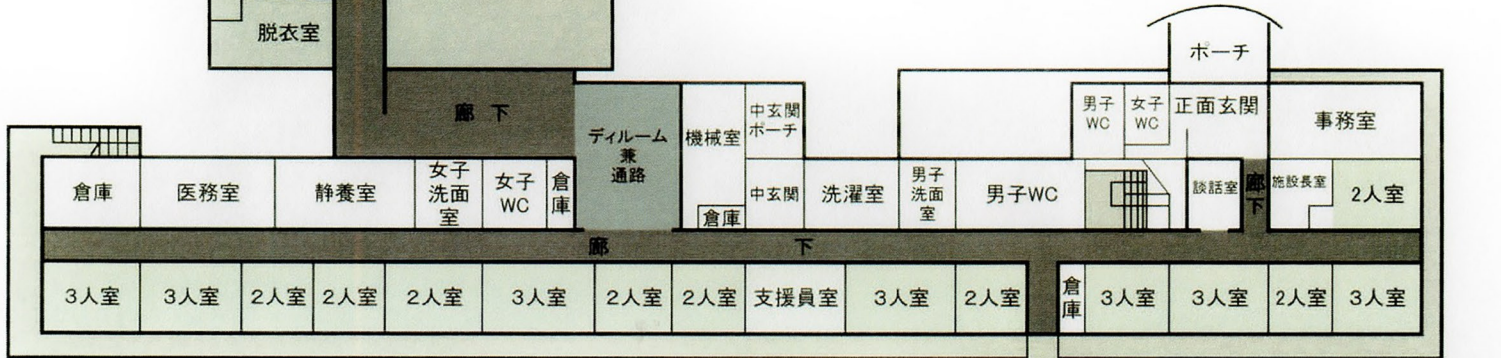 脱衣室
ポーチ
廊 下
ディルーム
兼
通路
機械室
中玄関
ポーチ
男子
WC
女子
WC
正面玄関
事務室
倉庫
医務室
静養室
女子
洗面
室
女子
WC
倉
庫
倉庫
中玄関
洗濯室
男子
洗面
室
男子WC
談話室
廊
下
施設長室
2人室
廊 下
3人室
3人室
2人室
2人室
2人室
3人室
2人室
2人室
支援員室
3人室
2人室
倉
庫
3人室
3人室
2人室
3人室